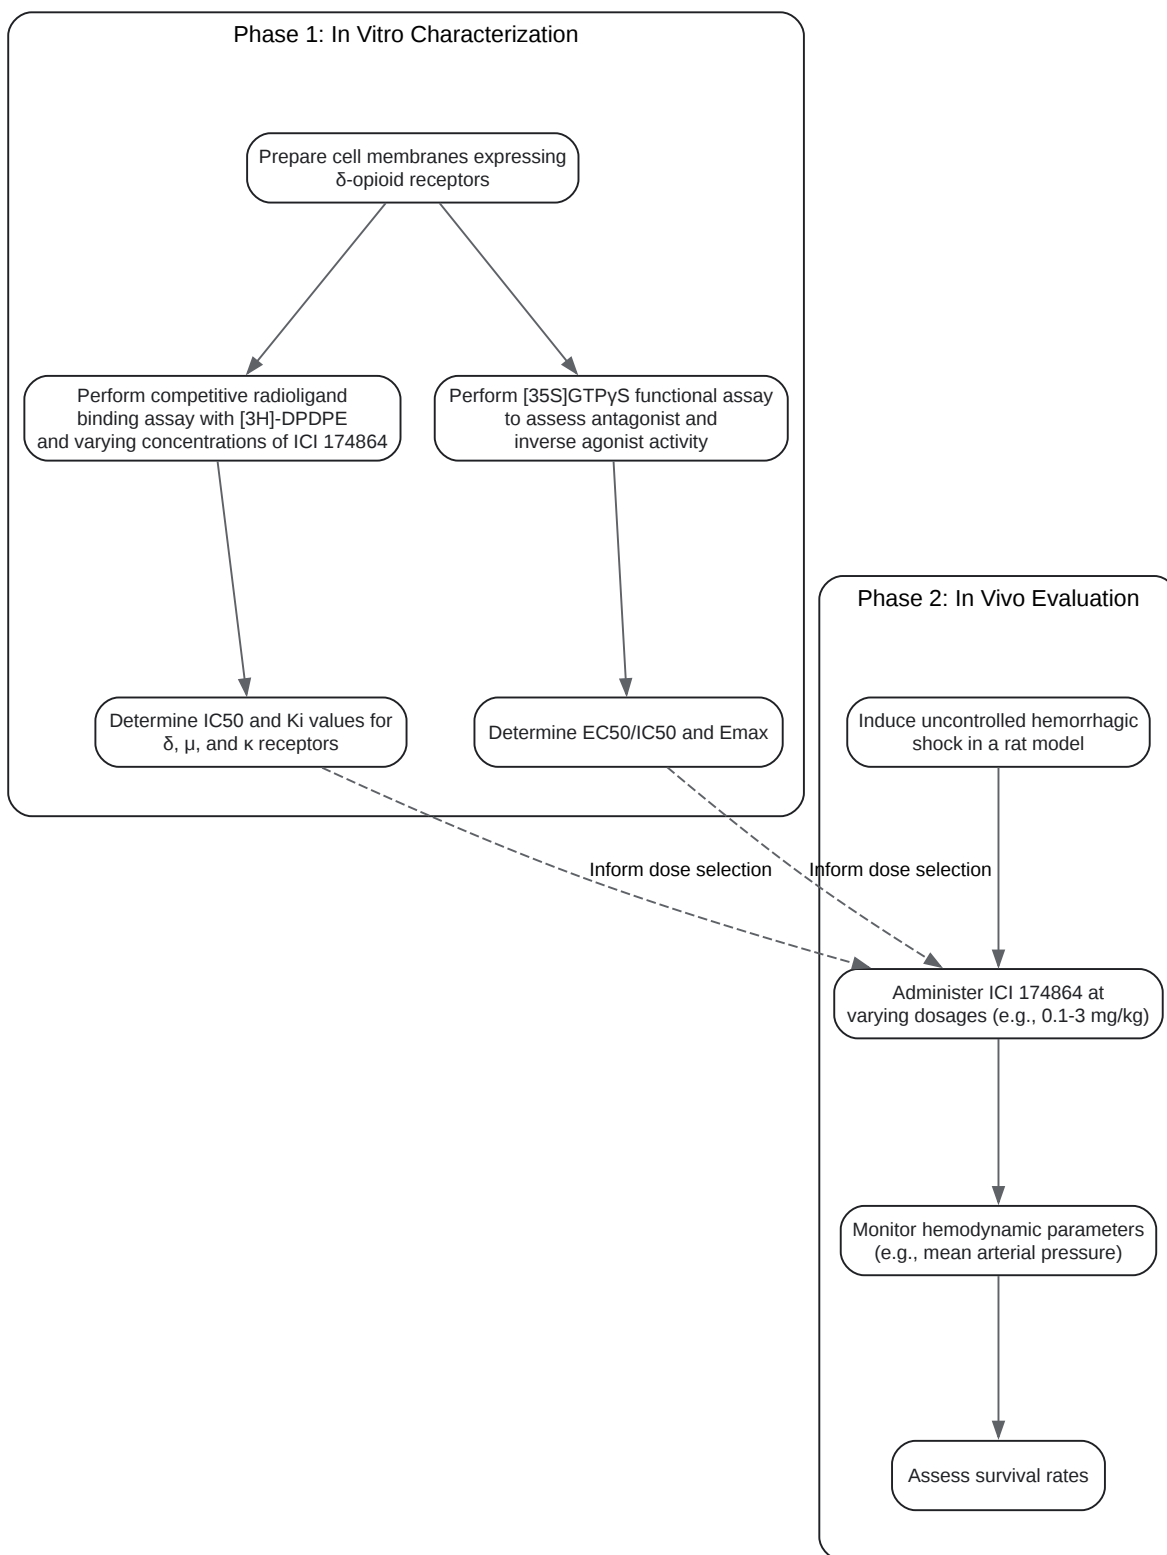 Phase 1: In Vitro Characterization
Prepare cell membranes expressing
δ-opioid receptors
Perform competitive radioligand
binding assay with [3H]-DPDPE
and varying concentrations of ICI 174864
Perform [35S]GTPγS functional assay
to assess antagonist and
inverse agonist activity
Determine IC50 and Ki values for
δ, μ, and κ receptors
Determine EC50/IC50 and Emax
Phase 2: In Vivo Evaluation
Induce uncontrolled hemorrhagic
shock in a rat model
Inform dose selection
Inform dose selection
Administer ICI 174864 at
varying dosages (e.g., 0.1-3 mg/kg)
Monitor hemodynamic parameters
(e.g., mean arterial pressure)
Assess survival rates